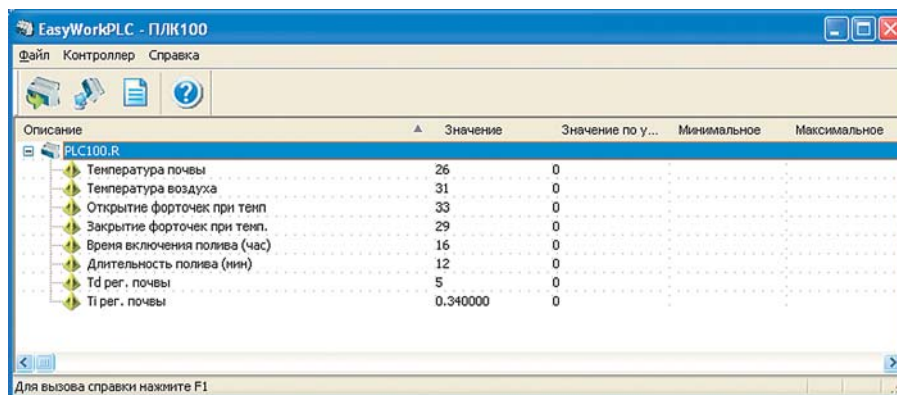 EasyWorkPLC - ПЛК100
Файл Контроллер Справка
Описание Значение Значение по у... Минимальное Максимальное
PLC100.R
Температура почвы 26 0
Температура воздуха 31 0
Открытие форточек при темп 33 0
Закрытие форточек при темп. 29 0
Время включения полива (час) 16 0
Длительность полива (мин) 12 0
Td рег. почвы 5 0
Ti рег. почвы 0.340000 0
Для вызова справки нажмите F1